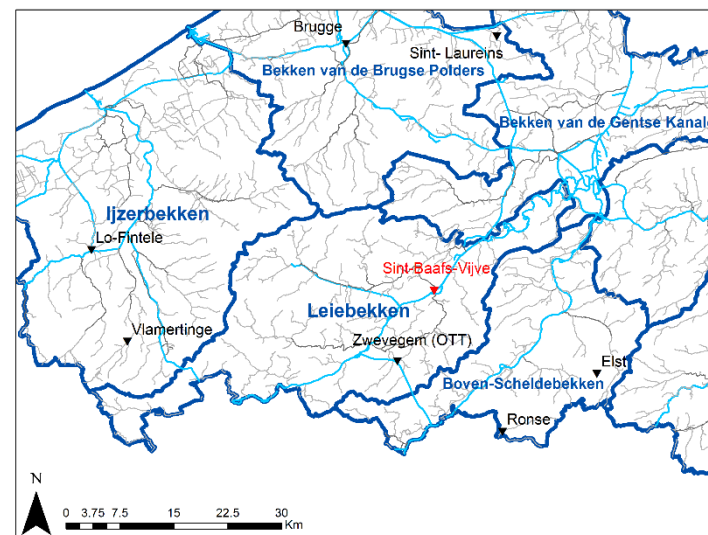 Brugge
Sint- Laureins
Bekken van de Brugse Polders
Bekken van de Gentse Kanale
Ijzerbekken
Lo-Fintele
Sint-Baafs-Vijve
Leiebekken
Vlamertinge
Zwevegem (OTT)
Elst
Boven-Scheldebekken
Ronse
N
0 3.75 7.5 15 22.5 30
Km